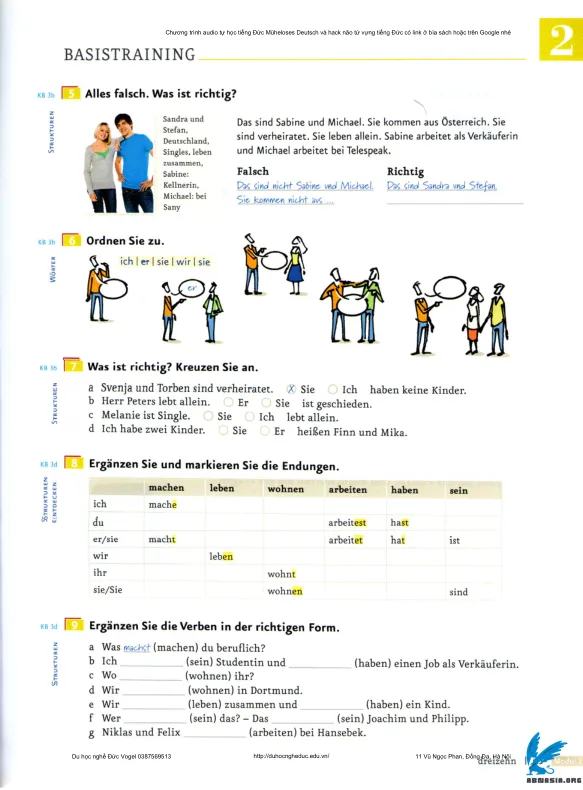 Chương trình audio tự học tiếng Đức Müheloses Deutsch và hack não từ vựng tiếng Đức có link ở bìa sách hoặc trên Google nhé
BASISTRAINING
2
KB 3b 5 Alles falsch. Was ist richtig?
STRUKTUREN
Sandra und
Stefan,
Deutschland,
Singles, leben
zusammen,
Sabine:
Kellnerin,
Michael: bei
Sany
Das sind Sabine und Michael. Sie kommen aus Österreich. Sie
sind verheiratet. Sie leben allein. Sabine arbeitet als Verkäuferin
und Michael arbeitet bei Telespeak.
Falsch Richtig
Das sind nicht Sabine und Michael. Das sind Sandra und Stefan.
Sie kommen nicht aus ...
KB 3b 6 Ordnen Sie zu.
WÖRTER
ich | er | sie | wir | sie
er
KB 3b 7 Was ist richtig? Kreuzen Sie an.
STRUKTUREN
a Svenja und Torben sind verheiratet. X Sie Ich haben keine Kinder.
b Herr Peters lebt allein. Er Sie ist geschieden.
c Melanie ist Single. Sie Ich lebt allein.
d Ich habe zwei Kinder. Sie Er heißen Finn und Mika.
KB 3d 8 Ergänzen Sie und markieren Sie die Endungen.
STRUKTUREN
ENTDECKEN
machen leben wohnen arbeiten haben sein
ich mache
du arbeitest hast
er/sie macht arbeitet hat ist
wir leben
ihr wohnt
sie/Sie wohnen sind
KB 3d 9 Ergänzen Sie die Verben in der richtigen Form.
STRUKTUREN
a Was machst (machen) du beruflich?
b Ich ____________ (sein) Studentin und ____________ (haben) einen Job als Verkäuferin.
c Wo ____________ (wohnen) ihr?
d Wir ____________ (wohnen) in Dortmund.
e Wir ____________ (leben) zusammen und ____________ (haben) ein Kind.
f Wer ____________ (sein) das? – Das ____________ (sein) Joachim und Philipp.
g Niklas und Felix ____________ (arbeiten) bei Hansebek.
Du học nghề Đức Vogel 0387569513 http://duhocngheduc.edu.vn/ 11 Vũ Ngọc Phan, Đống Đa, Hà Nội
dreizehn
ABWASIA.ORG